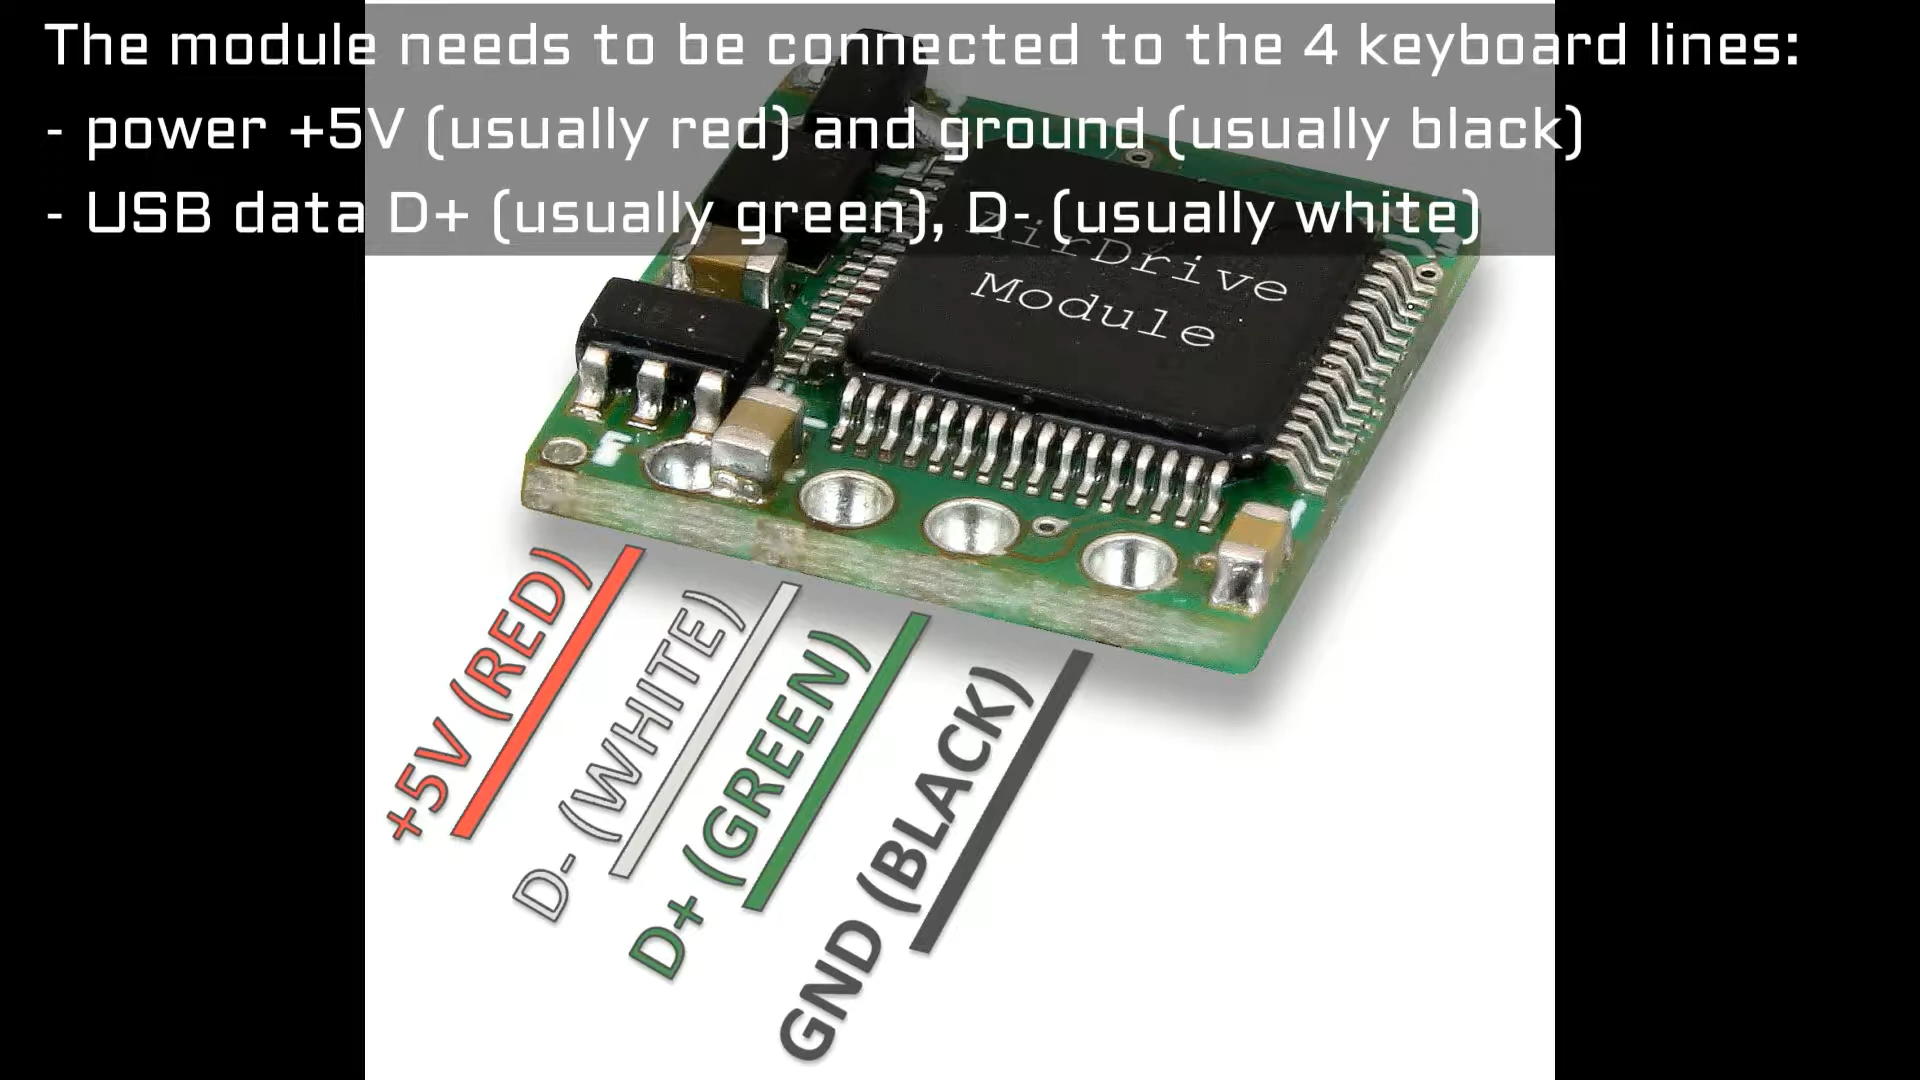 The module needs to be connected to the 4 keyboard lines:
- power +5V (usually red) and ground (usually black)
- USB data D+ (usually green), D- (usually white)
AirDrive
Module
+5V (RED)
D- (WHITE)
D+ (GREEN)
GND (BLACK)